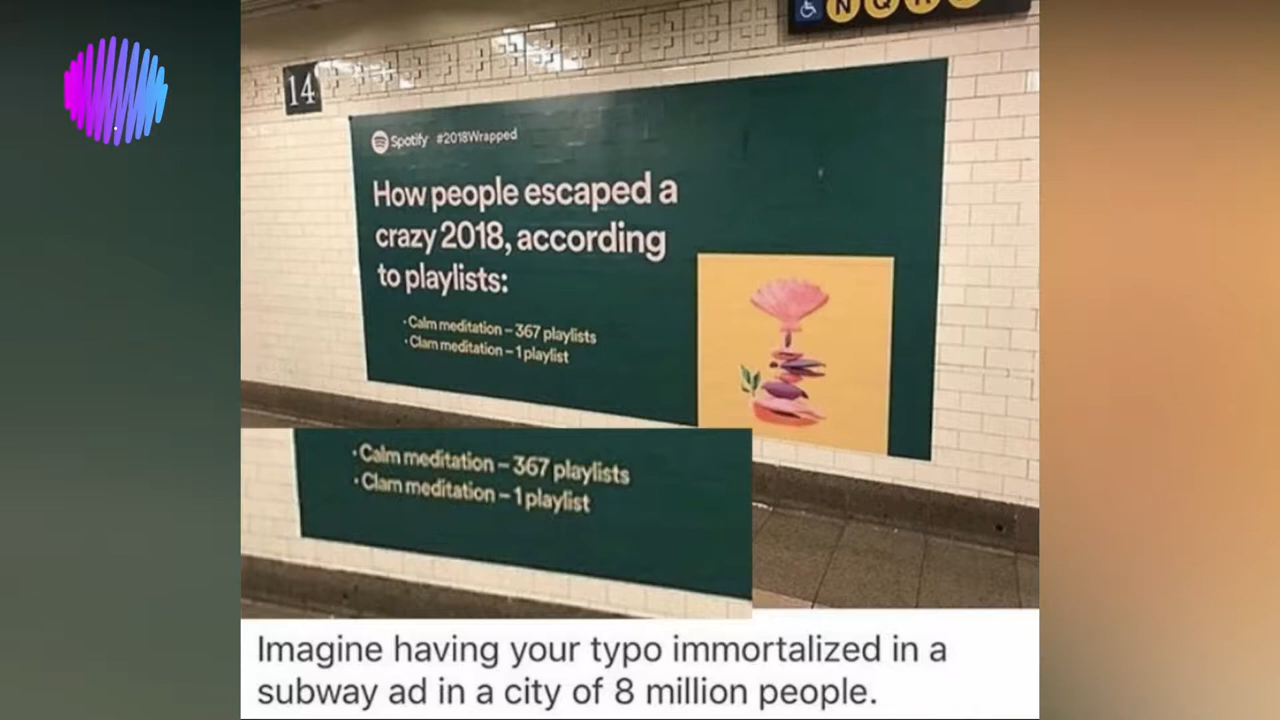 N Q R
14
Spotify #2018Wrapped
How people escaped a
crazy 2018, according
to playlists:
· Calm meditation – 367 playlists
· Clam meditation – 1 playlist
· Calm meditation – 367 playlists
· Clam meditation – 1 playlist
Imagine having your typo immortalized in a
subway ad in a city of 8 million people.